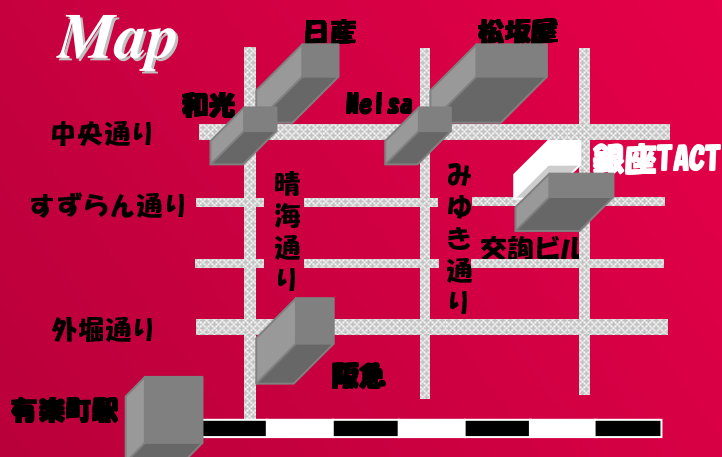 Map
日産
松坂屋
和光
Nelsa
中央通り
銀座TACT
晴海通り
みゆき通り
すずらん通り
交詢ビル
外堀通り
阪急
有楽町駅